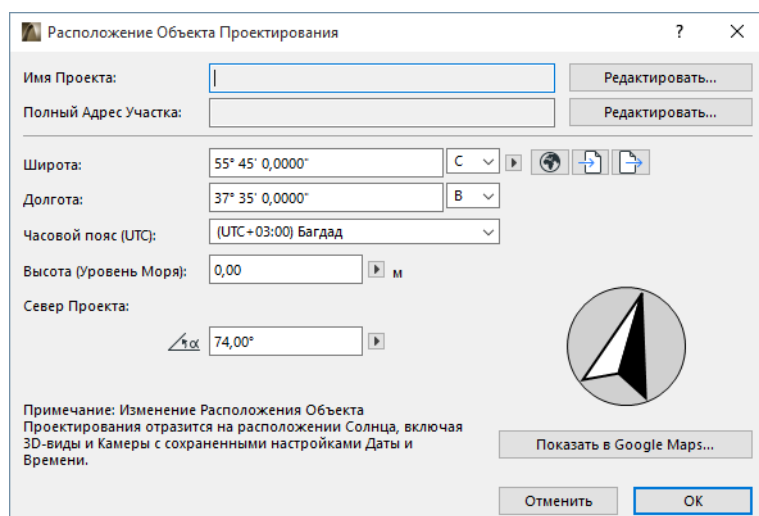 Расположение Объекта Проектирования ?
Имя Проекта: Редактировать...
Полный Адрес Участка: Редактировать...
Широта: 55° 45' 0,0000" С
Долгота: 37° 35' 0,0000" В
Часовой пояс (UTC): (UTC+03:00) Багдад
Высота (Уровень Моря): 0,00 м
Север Проекта:
α 74,00°
Примечание: Изменение Расположения Объекта
Проектирования отразится на расположении Солнца, включая
3D-виды и Камеры с сохраненными настройками Даты и
Времени.
Показать в Google Maps...
Отменить OK